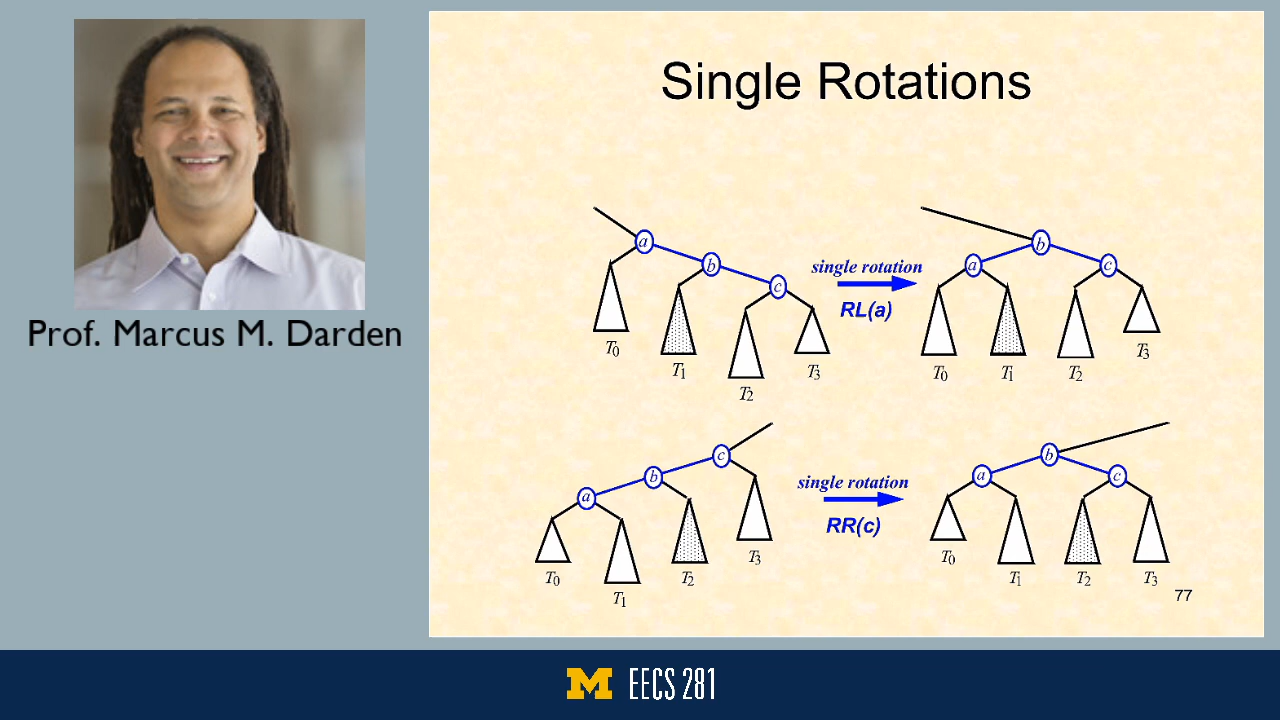 Prof. Marcus M. Darden
Single Rotations
a
b
c
T0
T1
T2
T3
single rotation
RL(a)
b
a
c
T0
T1
T2
T3
c
b
a
T0
T1
T2
T3
single rotation
RR(c)
b
a
c
T0
T1
T2
T3
77
M EECS 281